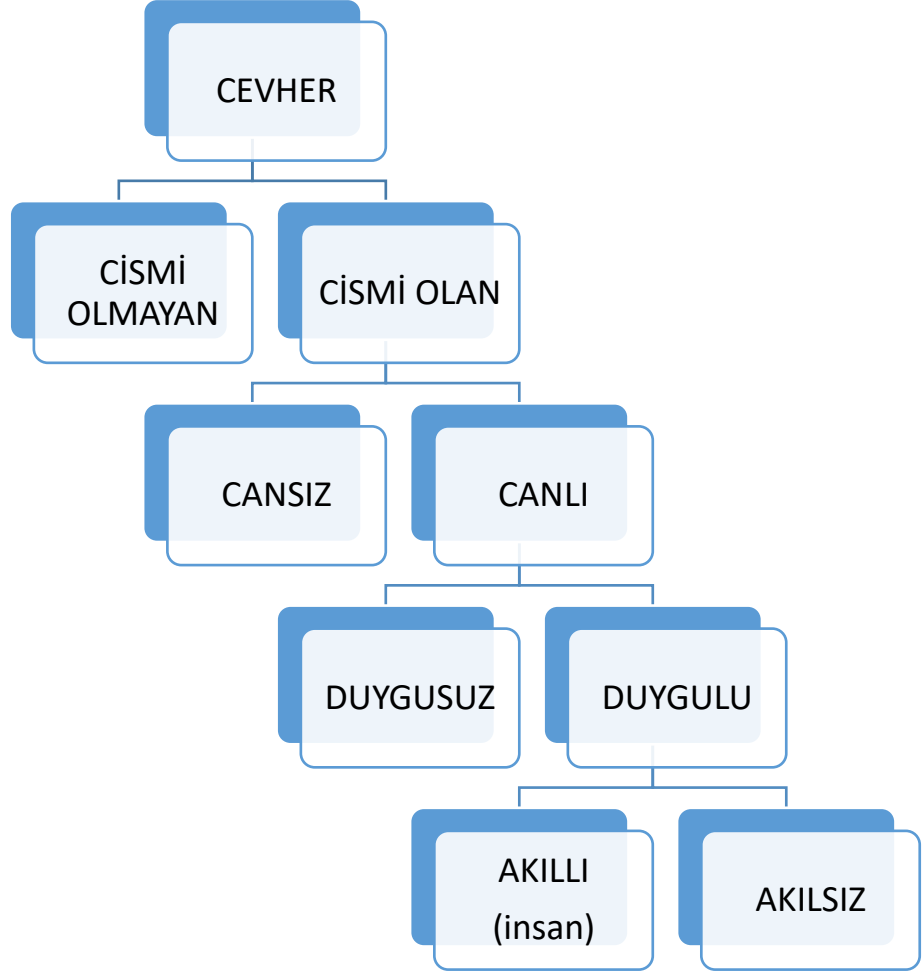 CEVHER
CİSMİ
OLMAYAN
CİSMİ OLAN
CANSIZ
CANLI
DUYGUSUZ
DUYGULU
AKILLI
(insan)
AKILSIZ